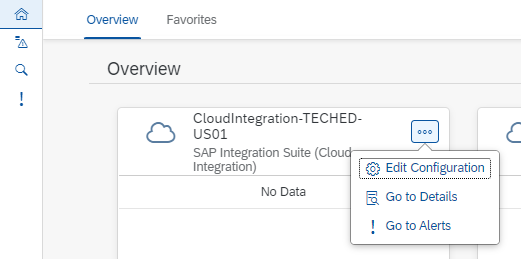 Overview
Favorites
Overview
CloudIntegration-TECHED-
US01
SAP Integration Suite (Cloud
Integration)
No Data
Edit Configuration
Go to Details
Go to Alerts